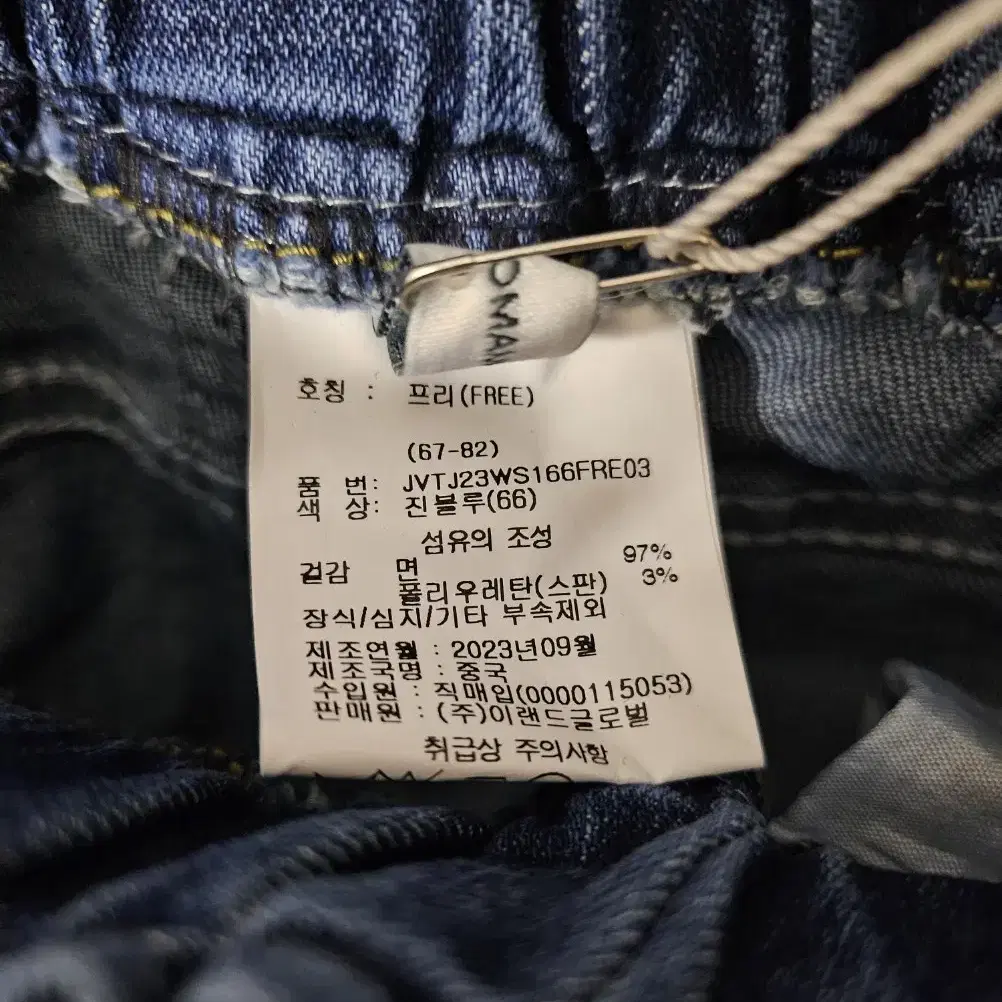 OMAN
호칭 : 프리(FREE)
(67-82)
품 번: JVTJ23WS166FRE03
색 상: 진블루(66)
섬유의 조성
겉감 면 97%
폴리우레탄(스판) 3%
장식/심지/기타 부속제외
제조연월 : 2023년09월
제조국명 : 중국
수입원 : 직매입(0000115053)
판매원 : (주)이랜드글로벌
취급상 주의사항